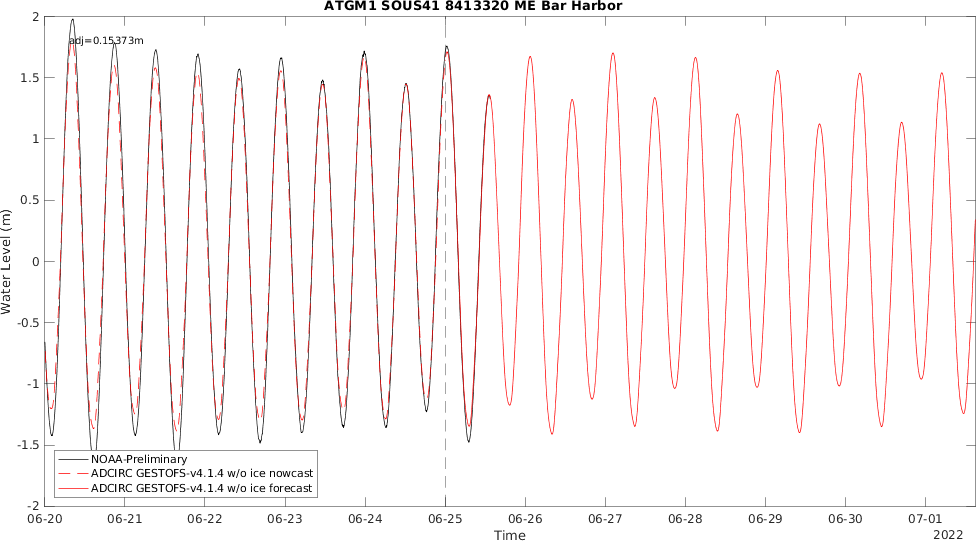 ATGM1 SOUS41 8413320 ME Bar Harbor
adj=0.15373m
2
1.5
1
0.5
0
-0.5
-1
-1.5
-2
Water Level (m)
NOAA-Preliminary
ADCIRC GESTOFS-v4.1.4 w/o ice nowcast
ADCIRC GESTOFS-v4.1.4 w/o ice forecast
06-20 06-21 06-22 06-23 06-24 06-25 06-26 06-27 06-28 06-29 06-30 07-01
Time
2022